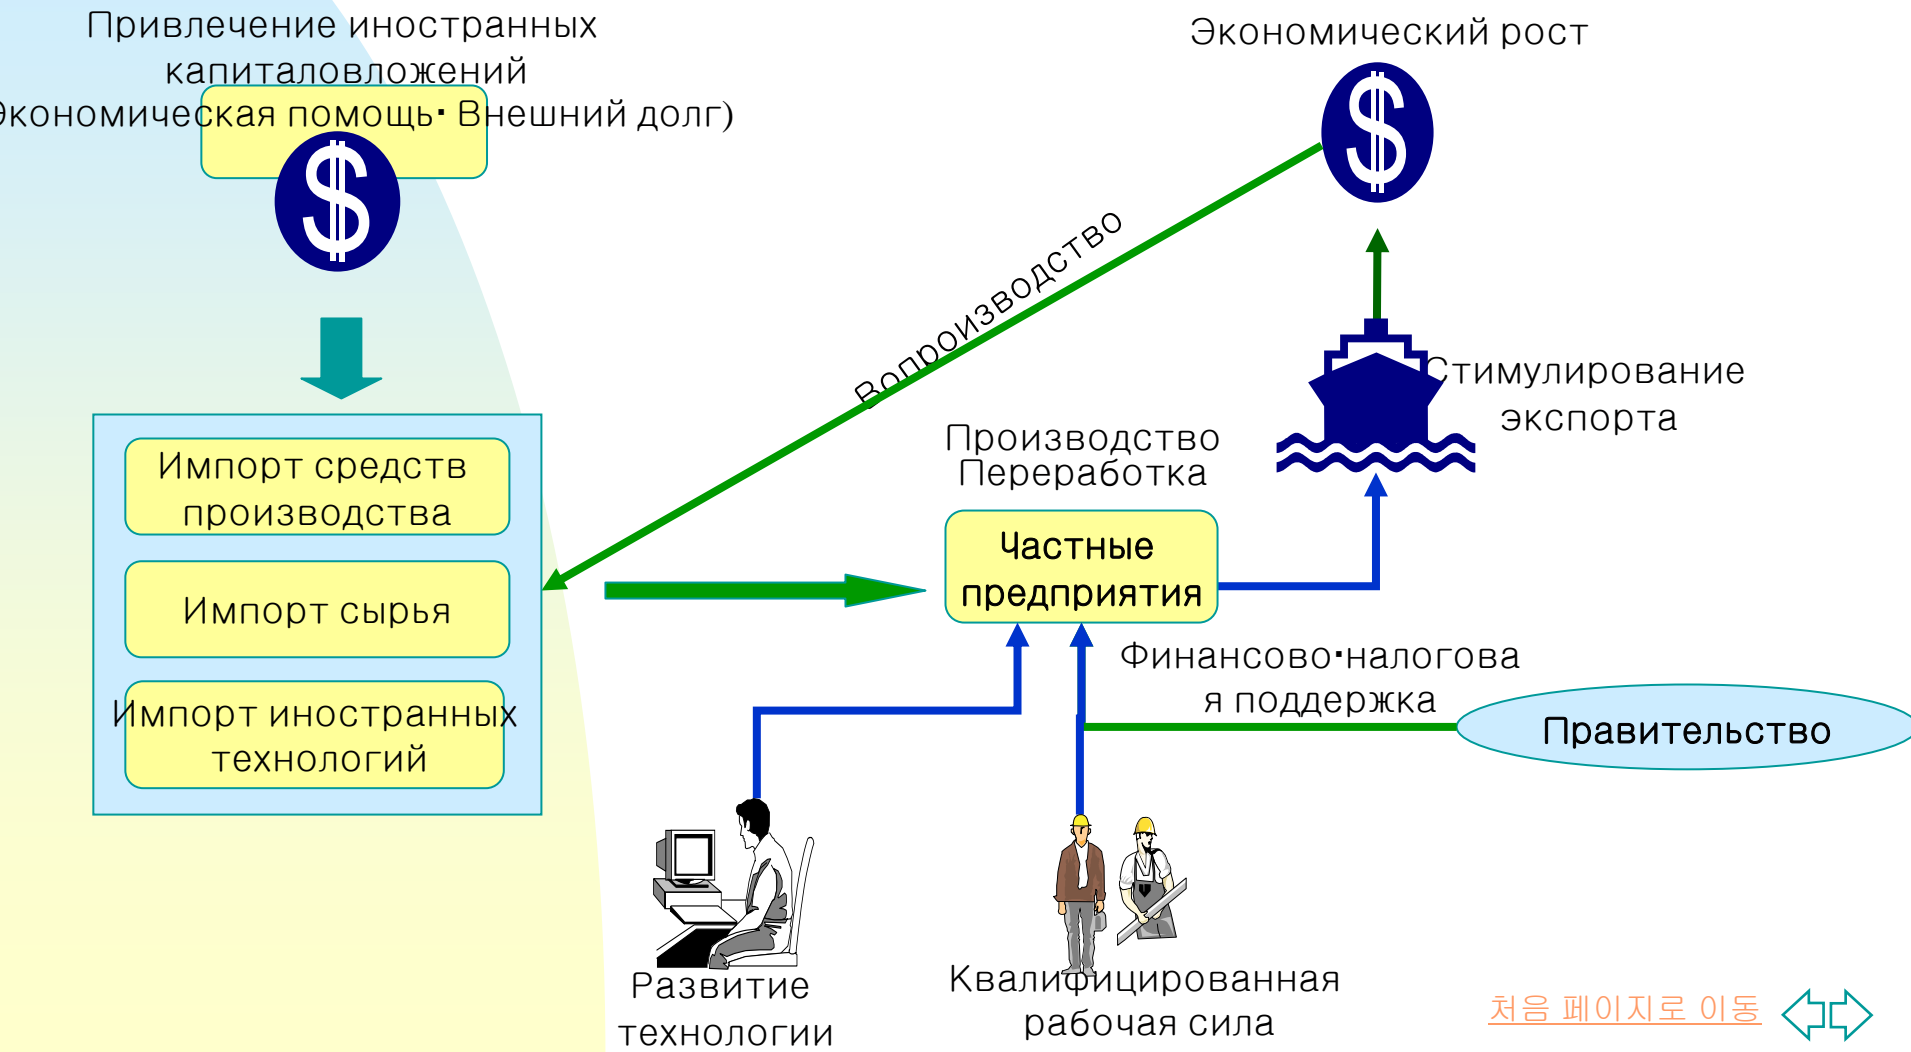 Привлечение иностранных
капиталовложений
Экономическая помощь· Внешний долг)
$
Экономический рост
$
Вопроизводство
Стимулирование
экспорта
Импорт средств
производства
Импорт сырья
Импорт иностранных
технологий
Производство
Переработка
Частные
предприятия
Финансово·налогова
я поддержка
Правительство
Развитие
технологии
Квалифицированная
рабочая сила
처음 페이지로 이동